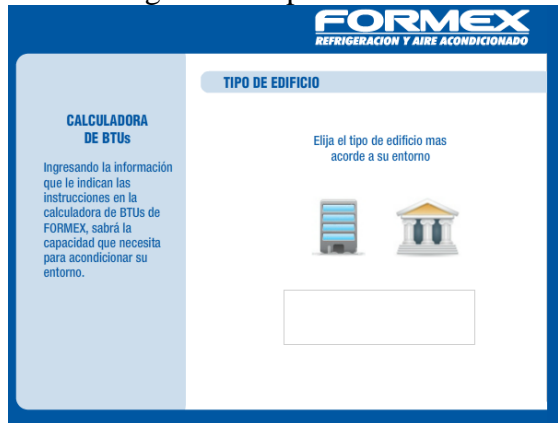 FORMEX
REFRIGERACION Y AIRE ACONDICIONADO
TIPO DE EDIFICIO
CALCULADORA
DE BTUs
Ingresando la información
que le indican las
instrucciones en la
calculadora de BTUs de
FORMEX, sabrá la
capacidad que necesita
para acondicionar su
entorno.
Elija el tipo de edificio mas
acorde a su entorno